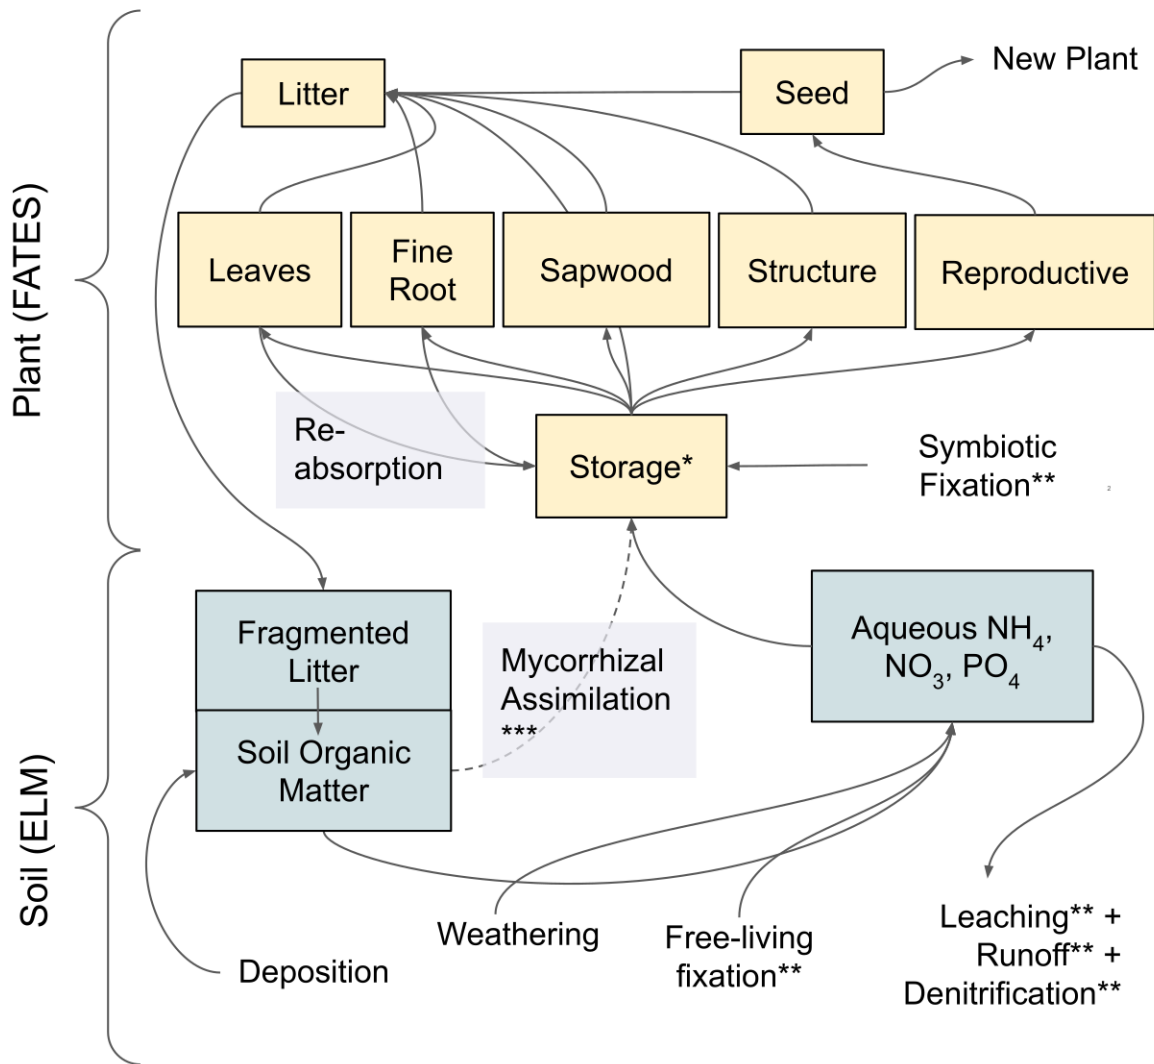 New Plant
Litter
Seed
Plant (FATES)
Leaves
Fine
Root
Sapwood
Structure
Reproductive
Re-
absorption
Storage*
Symbiotic
Fixation**
2
Soil (ELM)
Fragmented
Litter
Soil Organic
Matter
Mycorrhizal
Assimilation
***
Aqueous NH₄,
NO₃, PO₄
Deposition
Weathering
Free-living
fixation**
Leaching** +
Runoff** +
Denitrification**